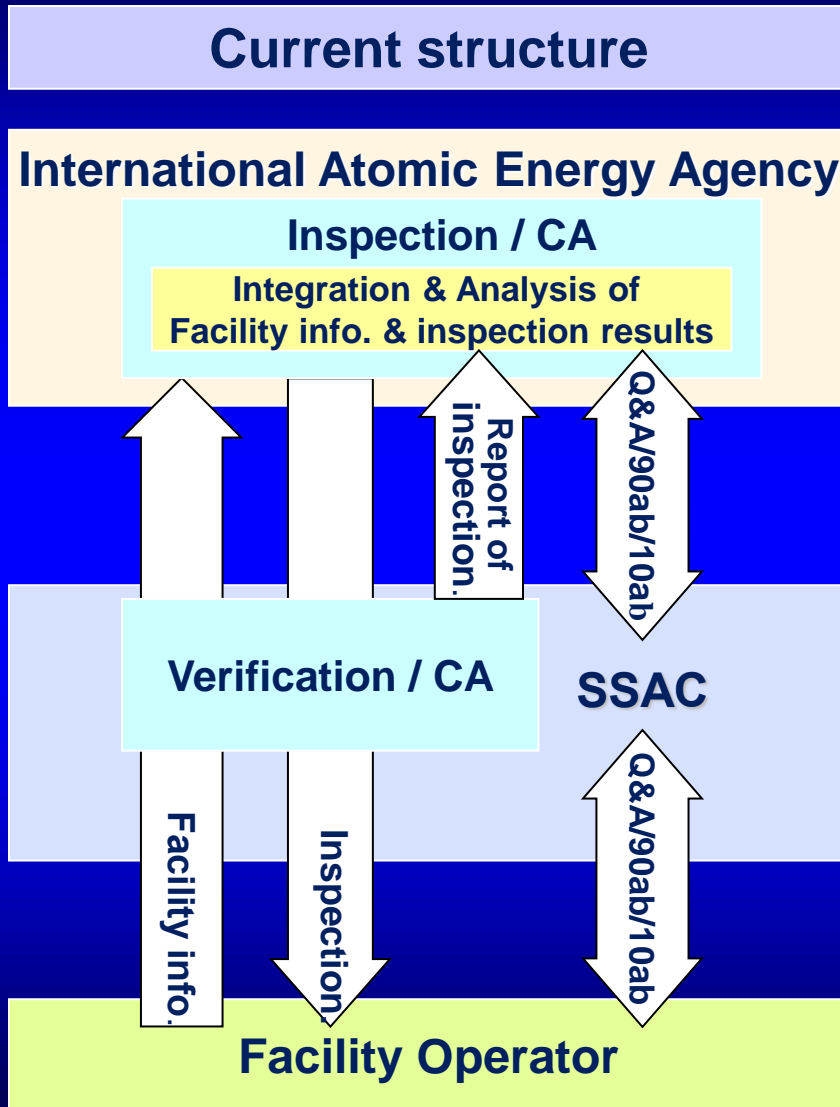 Current structure
International Atomic Energy Agency
Inspection / CA
Integration & Analysis of
Facility info. & inspection results
Report of
inspection.
Q&A/90ab/10ab
Verification / CA
SSAC
Facility info.
Inspection.
Q&A/90ab/10ab
Facility Operator